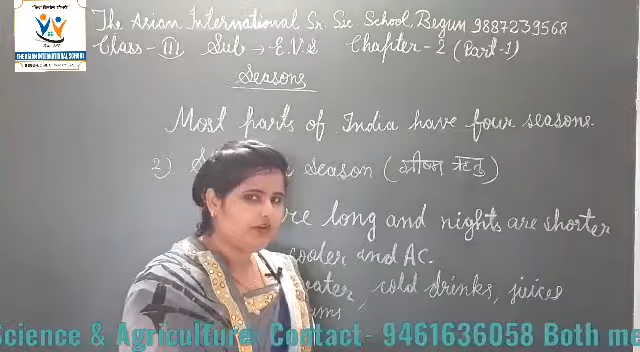 The Asian International Sr. Sec. School, Begun 9887239568
Class-III Sub → E.V.S Chapter-2 (Part-1)
THE ASIAN INTERNATIONAL SCHOOL
Seasons
Most parts of India have four seasons.
2) Season (ग्रीष्म ऋतु)
long and nights are shorter
cooler and AC.
water, cold drinks, juices
Science & Agriculture. Contact- 9461636058 Both me